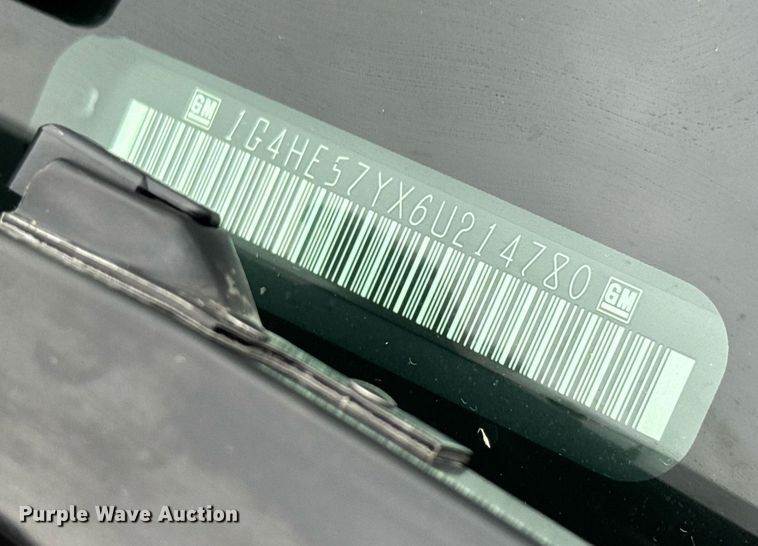 GM 1G4HE57YX6U214780 GM
Purple Wave Auction